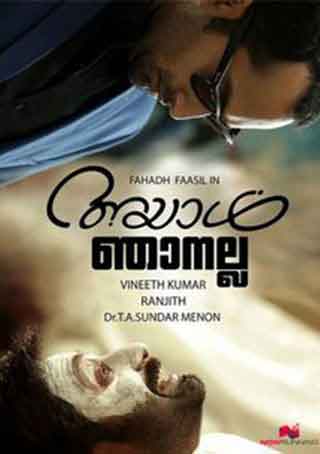 FAHADH FAASIL IN
അയാൾ
ഞാനല്ല
VINEETH KUMAR
RANJITH
Dr.T.A.SUNDAR MENON